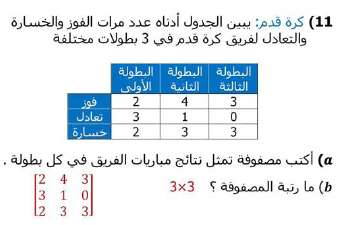 11) كرة قدم: يبين الجدول أدناه عدد مرات الفوز والخسارة
والتعادل لفريق كرة قدم في 3 بطولات مختلفة
البطولة الأولى البطولة الثانية البطولة الثالثة
فوز 2 4 3
تعادل 3 1 0
خسارة 2 3 3
a) أكتب مصفوفة تمثل نتائج مباريات الفريق في كل بطولة .
[2 4 3
3 1 0
2 3 3]
b) ما رتبة المصفوفة ؟ 3×3